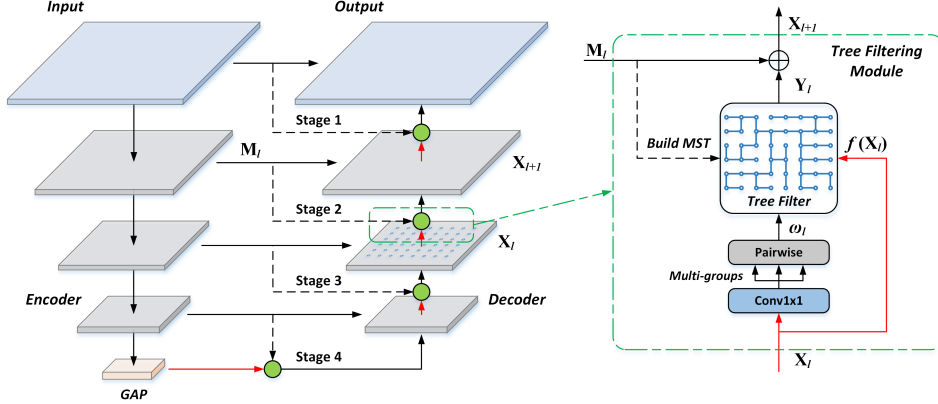 Input
Output
Stage 1
M_l
X_{l+1}
Stage 2
X_l
Stage 3
Encoder
Decoder
Stage 4
GAP
X_{l+1}
M_l
Tree Filtering
Module
Y_l
Build MST
f(X_l)
Tree Filter
ω_l
Pairwise
Multi-groups
Conv1x1
X_l